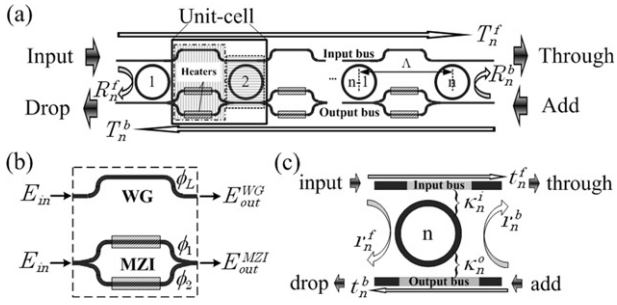 (a) Unit-cell T_n^f
Input Input bus Through
R_n^f 1 Heaters 2 ... n-1 Λ n R_n^b
Drop Output bus Add
T_n^b
(b) (c)
input t_n^f through
Input bus
E_in WG ϕ_L E_out^WG
κ_n^i
r_n^f n r_n^b
E_in MZI ϕ_1 ϕ_2 E_out^MZI
κ_n^o
drop t_n^b Output bus add